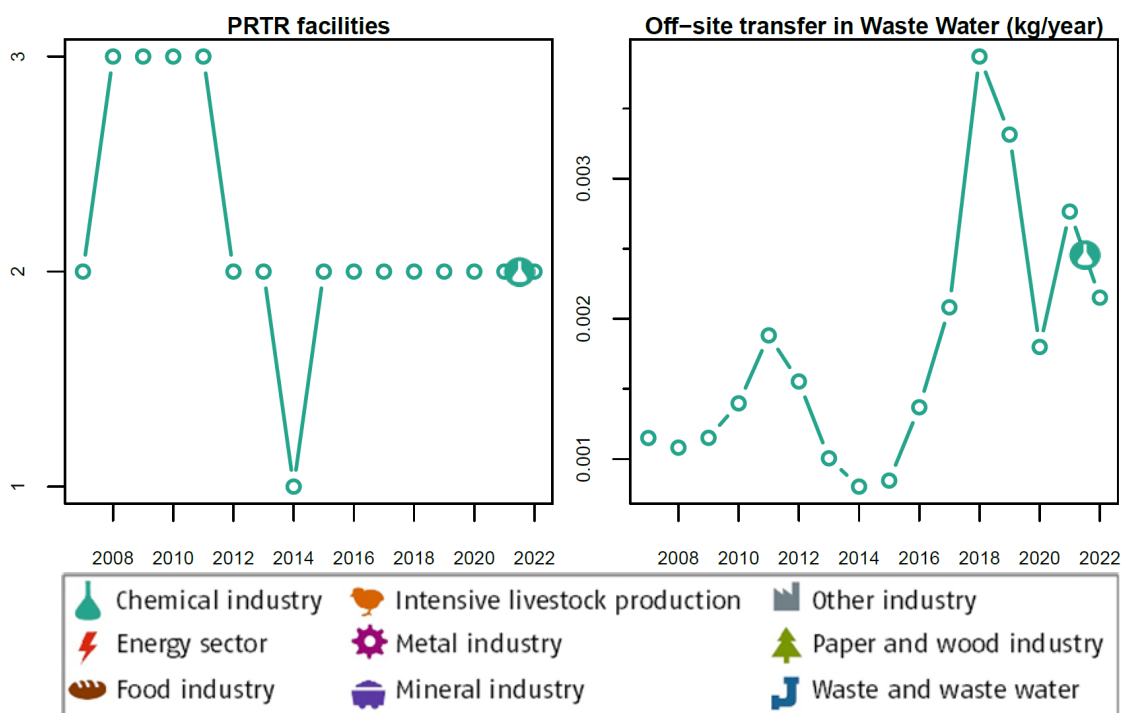 PRTR facilities
3
2
1
2008 2010 2012 2014 2016 2018 2020 2022
Off−site transfer in Waste Water (kg/year)
0.003
0.002
0.001
2008 2010 2012 2014 2016 2018 2020 2022
Chemical industry
Intensive livestock production
Other industry
Energy sector
Metal industry
Paper and wood industry
Food industry
Mineral industry
Waste and waste water